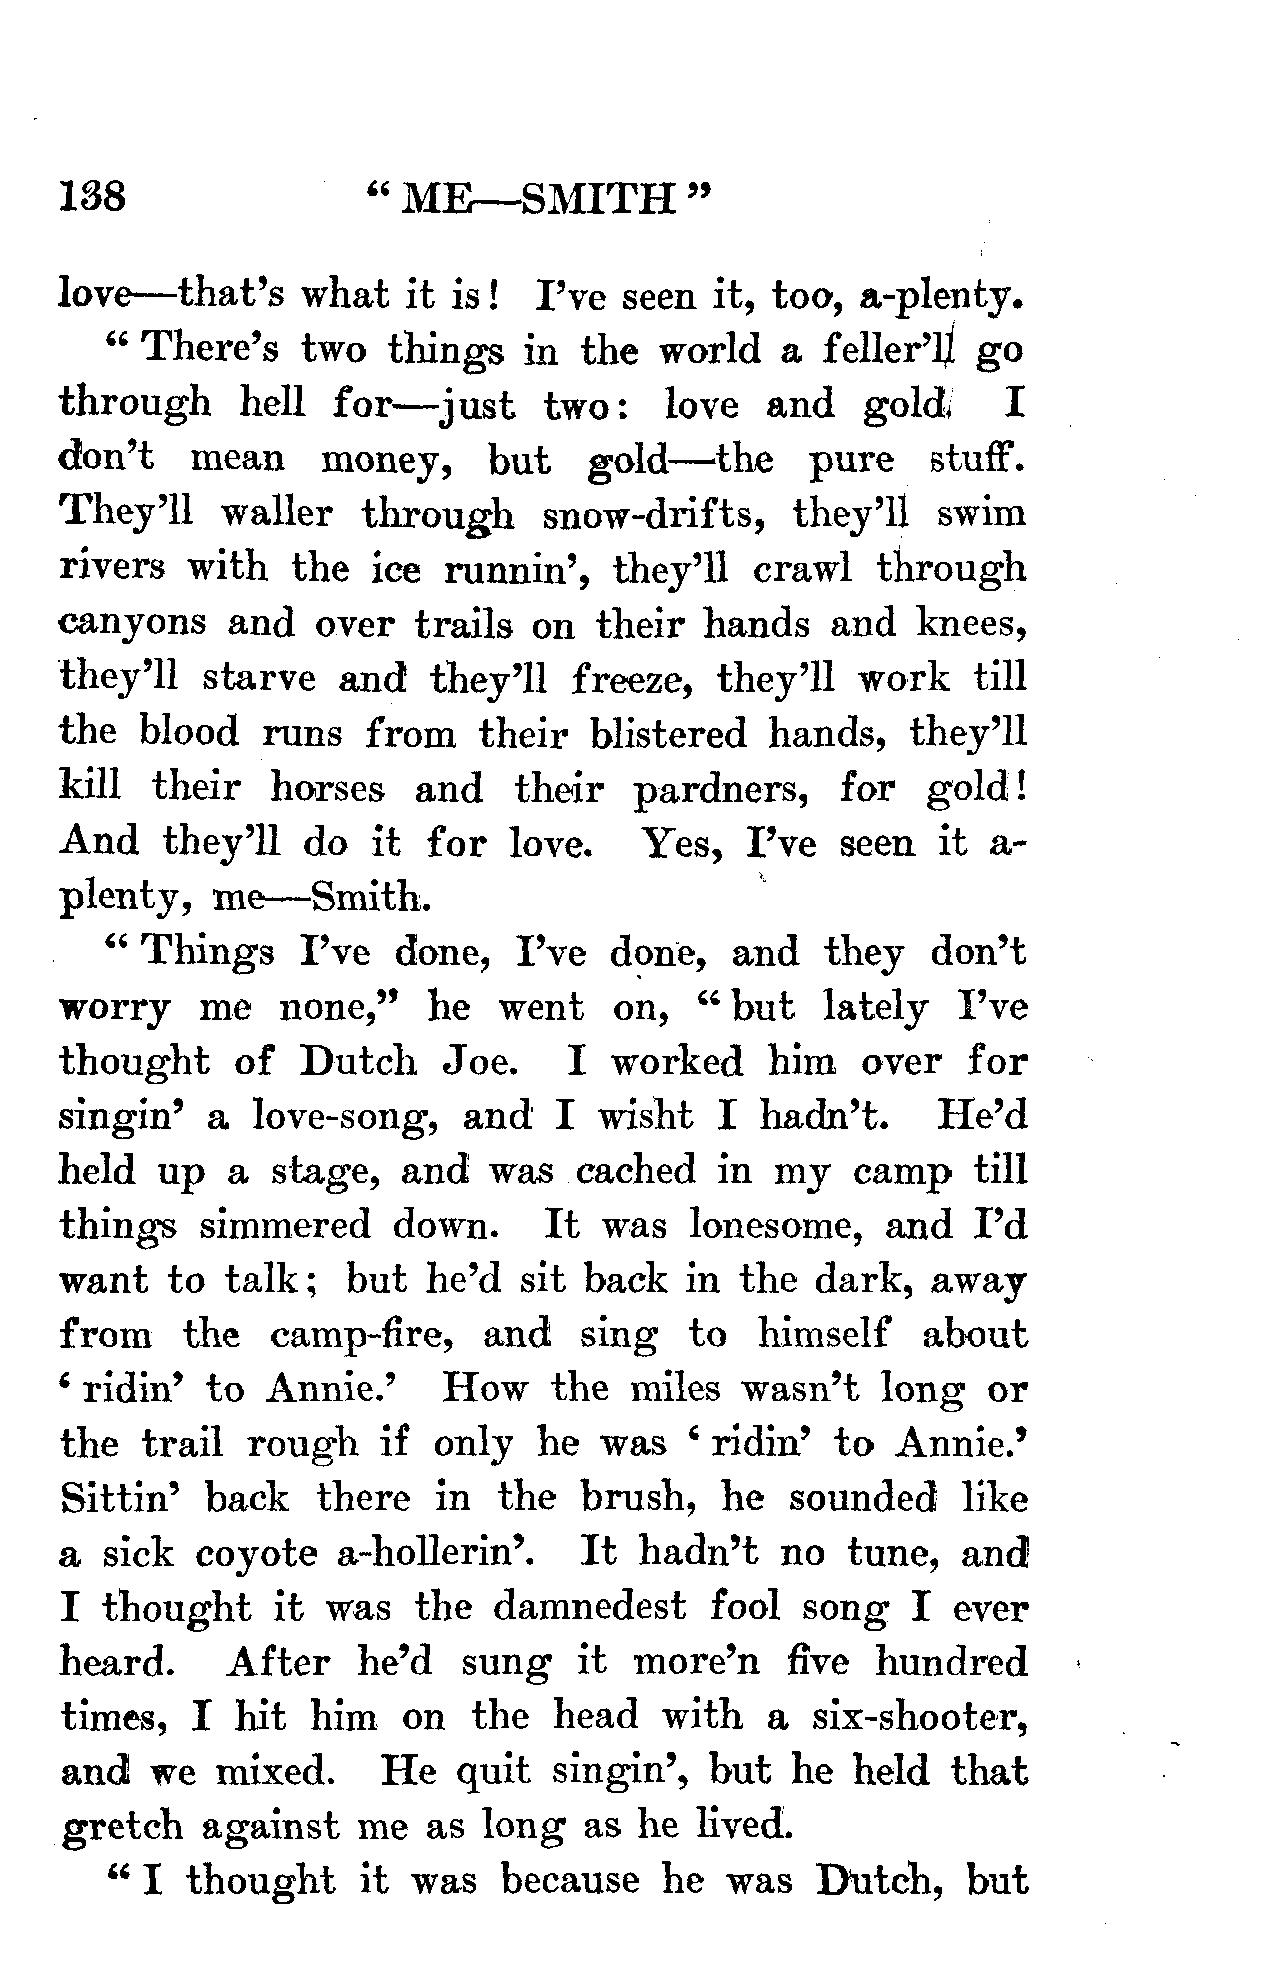 138 “ ME—SMITH ”
love—that’s what it is! I’ve seen it, too, a-plenty.
“ There’s two things in the world a feller’ll go
through hell for—just two: love and gold. I
don’t mean money, but gold—the pure stuff.
They’ll waller through snow-drifts, they’ll swim
rivers with the ice runnin’, they’ll crawl through
canyons and over trails on their hands and knees,
they’ll starve and they’ll freeze, they’ll work till
the blood runs from their blistered hands, they’ll
kill their horses and their pardners, for gold!
And they’ll do it for love. Yes, I’ve seen it a-
plenty, me—Smith.
“ Things I’ve done, I’ve done, and they don’t
worry me none,” he went on, “ but lately I’ve
thought of Dutch Joe. I worked him over for
singin’ a love-song, and I wisht I hadn’t. He’d
held up a stage, and was cached in my camp till
things simmered down. It was lonesome, and I’d
want to talk; but he’d sit back in the dark, away
from the camp-fire, and sing to himself about
‘ ridin’ to Annie.’ How the miles wasn’t long or
the trail rough if only he was ‘ ridin’ to Annie.’
Sittin’ back there in the brush, he sounded like
a sick coyote a-hollerin’. It hadn’t no tune, and
I thought it was the damnedest fool song I ever
heard. After he’d sung it more’n five hundred
times, I hit him on the head with a six-shooter,
and we mixed. He quit singin’, but he held that
gretch against me as long as he lived.
“ I thought it was because he was Dutch, but